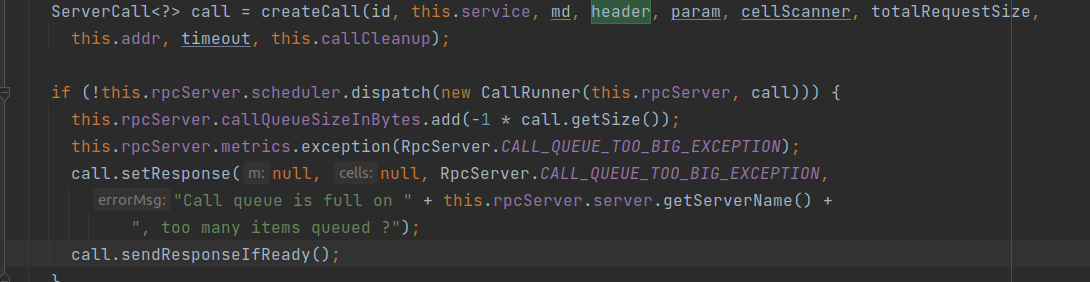 ServerCall<?> call = createCall(id, this.service, md, header, param, cellScanner, totalRequestSize,
this.addr, timeout, this.callCleanup);
if (!this.rpcServer.scheduler.dispatch(new CallRunner(this.rpcServer, call))) {
this.rpcServer.callQueueSizeInBytes.add(-1 * call.getSize());
this.rpcServer.metrics.exception(RpcServer.CALL_QUEUE_TOO_BIG_EXCEPTION);
call.setResponse( m: null, cells: null, RpcServer.CALL_QUEUE_TOO_BIG_EXCEPTION,
errorMsg: "Call queue is full on " + this.rpcServer.server.getServerName() +
", too many items queued ?");
call.sendResponseIfReady();
}